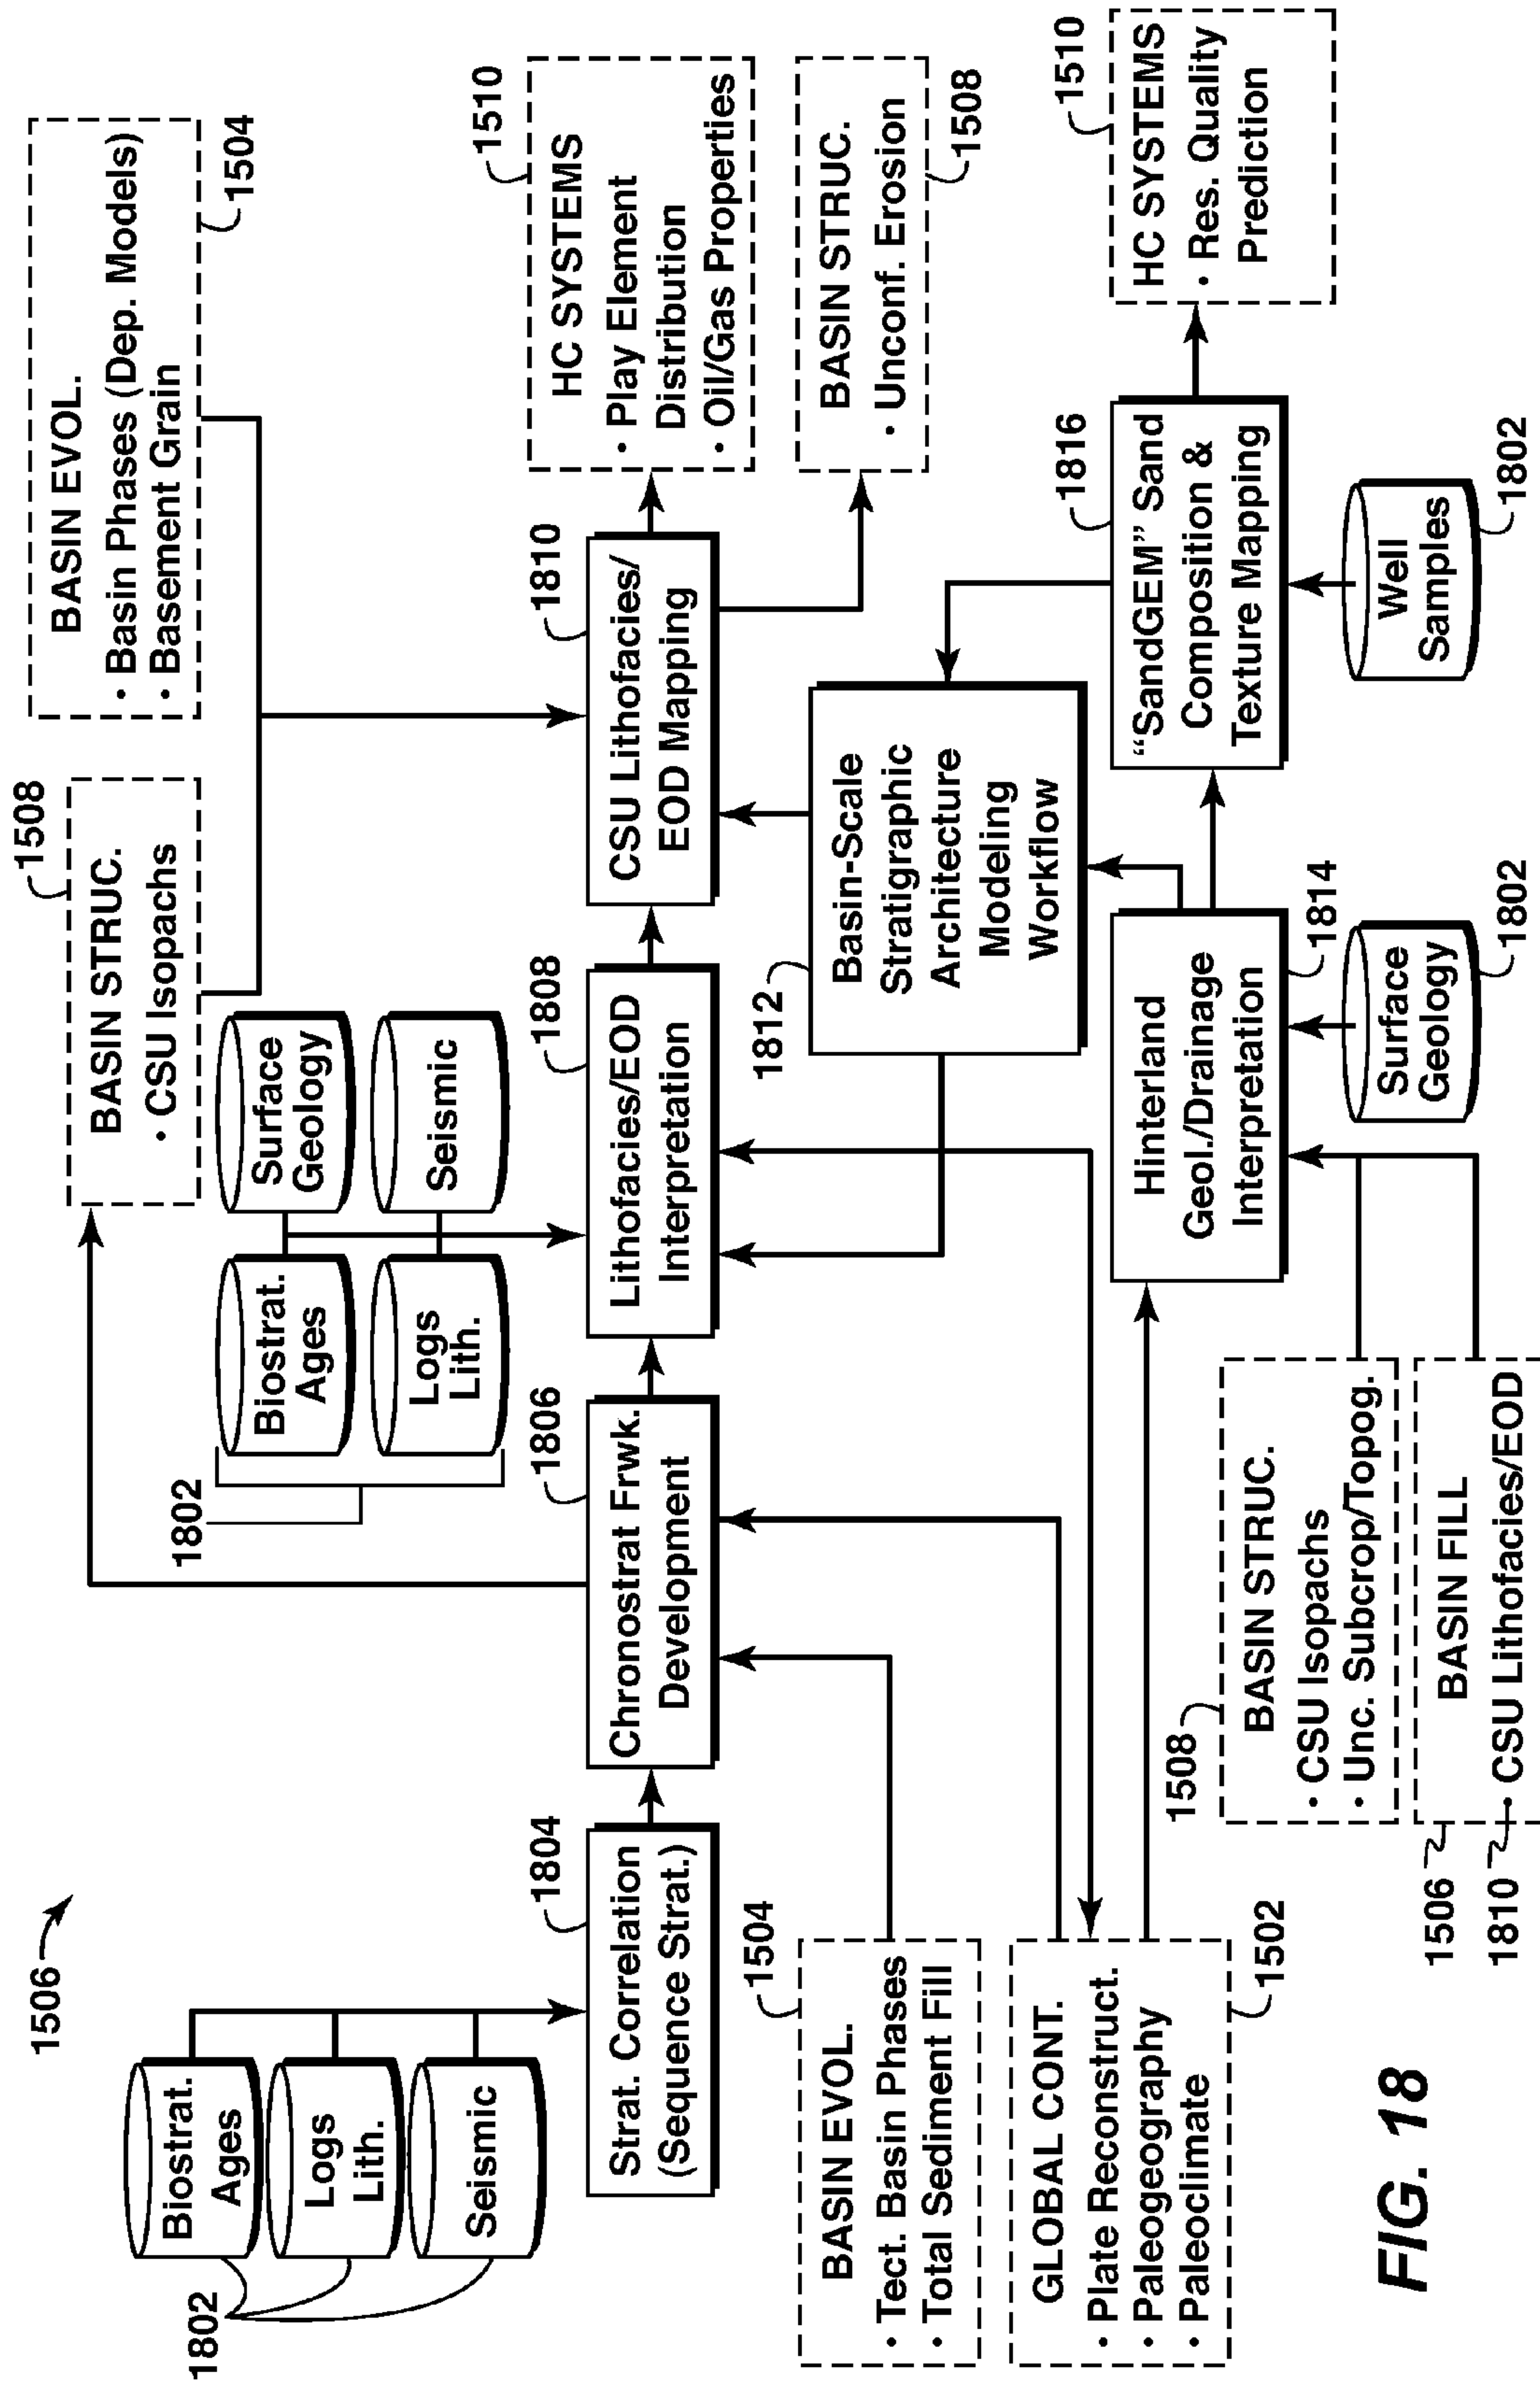 1506
BASIN EVOL.
• Basin Phases (Dep. Models)
• Basement Grain
1504
1508
BASIN STRUC.
• CSU Isopachs
1802
Biostrat.
Ages
Logs
Lith.
Seismic
1802
Biostrat.
Ages
Surface
Geology
Logs
Lith.
Seismic
1804
Strat. Correlation
(Sequence Strat.)
1806
Chronostrat Frwk.
Development
1808
Lithofacies/EOD
Interpretation
1810
CSU Lithofacies/
EOD Mapping
1510
HC SYSTEMS
• Play Element
Distribution
• Oil/Gas Properties
BASIN STRUC.
• Unconf. Erosion
1508
1504
BASIN EVOL.
• Tect. Basin Phases
• Total Sediment Fill
1812
Basin-Scale
Stratigraphic
Architecture
Modeling
Workflow
GLOBAL CONT.
• Plate Reconstruct.
• Paleogeography
• Paleoclimate
1502
Hinterland
Geol./Drainage
Interpretation
1814
1816
“SandGEM” Sand
Composition &
Texture Mapping
1510
HC SYSTEMS
• Res. Quality
Prediction
1508
BASIN STRUC.
• CSU Isopachs
• Unc. Subcrop/Topog.
Surface
Geology
1802
Well
Samples
1802
1506
BASIN FILL
1810
• CSU Lithofacies/EOD
FIG. 18